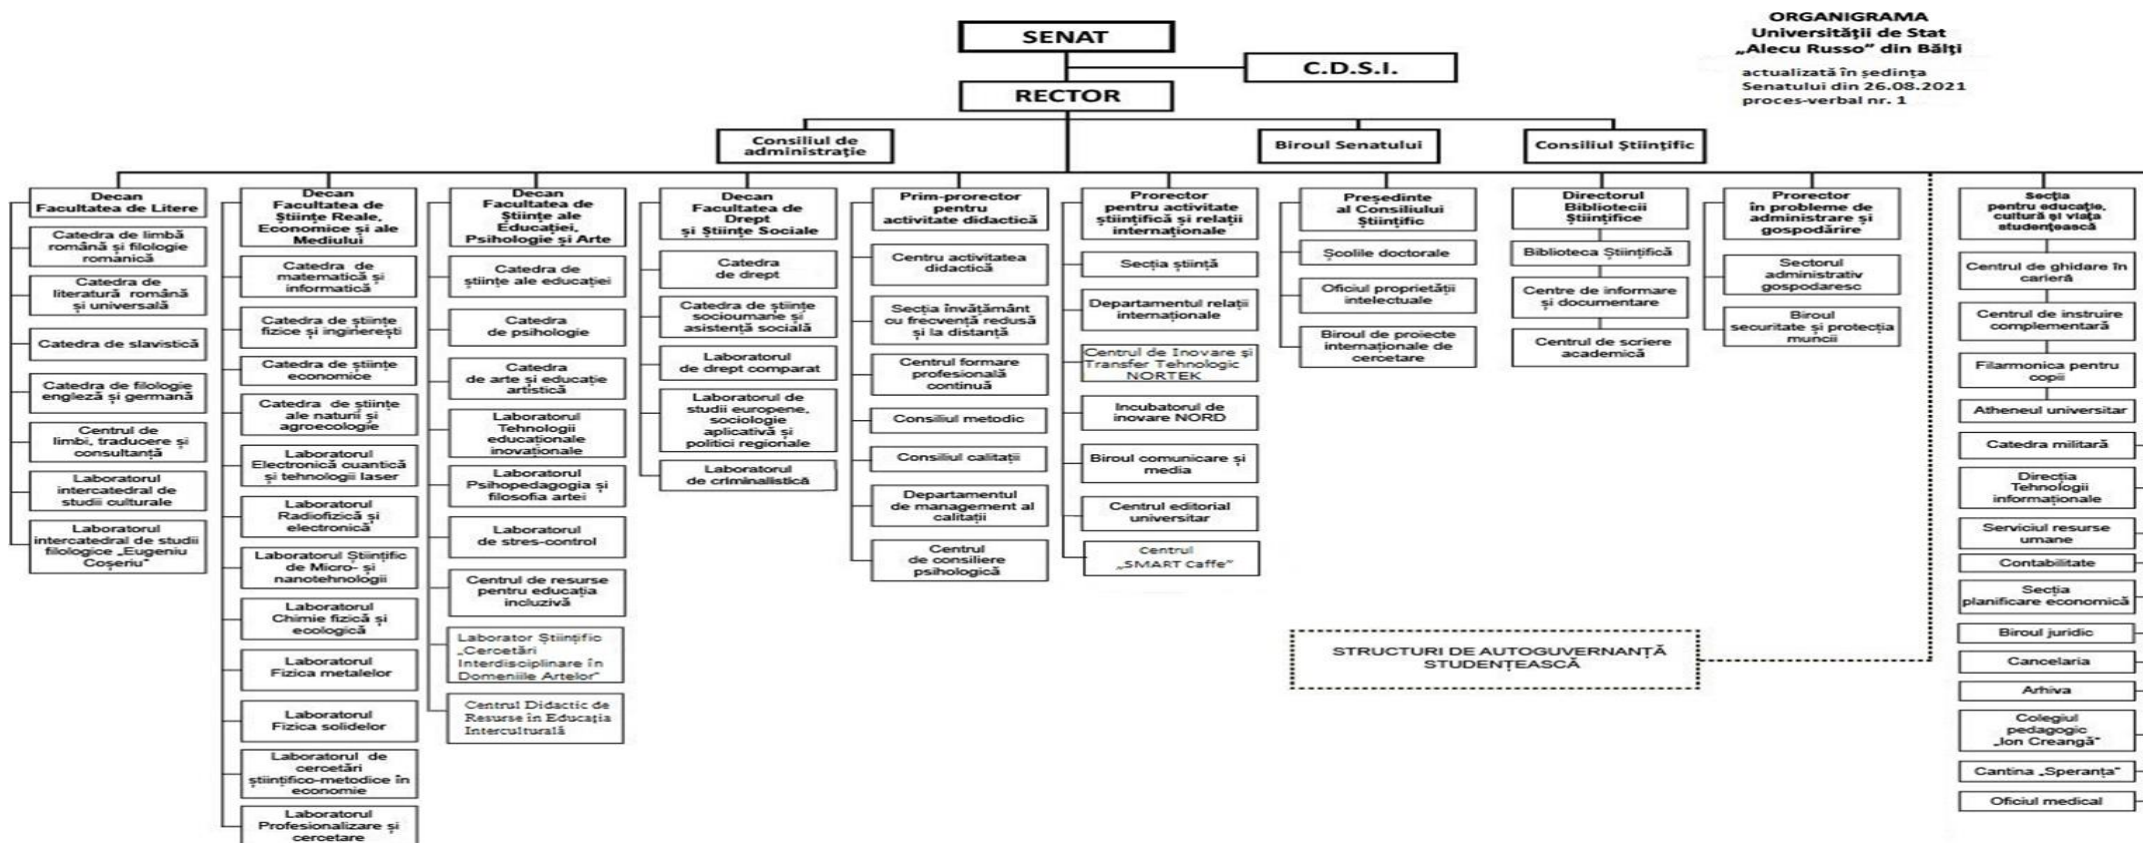 ORGANIGRAMA
Universității de Stat
„Alecu Russo” din Bălți
actualizată în ședința
Senatului din 26.08.2021
proces-verbal nr. 1
SENAT
C.D.S.I.
RECTOR
Consiliul de
administrație
Biroul Senatului
Consiliul Științific
Decan
Facultatea de Litere
Catedra de limbă
română și filologie
romanică
Catedra de
literatură română
și universală
Catedra de slavistică
Catedra de filologie
engleză și germană
Centrul de
limbi, traducere și
consultanță
Laboratorul
intercatedral de
studii culturale
Laboratorul
intercatedral de studii
filologice „Eugeniu
Coșeriu”
Decan
Facultatea de
Științe Reale,
Economice și ale
Mediului
Catedra de
matematică și
informatică
Catedra de științe
fizice și inginerești
Catedra de științe
economice
Catedra de științe
ale naturii și
agroecologie
Laboratorul
Electronică cuantică
și tehnologii laser
Laboratorul
Radiofizică și
electronică
Laboratorul Științific
de Micro- și
nanotehnologii
Laboratorul
Chimie fizică și
ecologică
Laboratorul
Fizica metalelor
Laboratorul
Fizica solidelor
Laboratorul de
cercetări
științifico-metodice în
economie
Laboratorul
Profesionalizare și
cercetare
Decan
Facultatea de
Științe ale
Educației,
Psihologie și Arte
Catedra de
științe ale educației
Catedra
de psihologie
Catedra
de arte și educație
artistică
Laboratorul
Tehnologii
educaționale
inovaționale
Laboratorul
Psihopedagogia și
filosofia artei
Laboratorul
de stres-control
Centrul de resurse
pentru educația
incluzivă
Laborator Științific
„Cercetări
Interdisciplinare în
Domeniile Artelor”
Centrul Didactic de
Resurse în Educația
Interculturală
Decan
Facultatea de
Drept
și Științe Sociale
Catedra
de drept
Catedra de științe
socioumane și
asistență socială
Laboratorul
de drept comparat
Laboratorul de
studii europene,
sociologie
aplicativă și
politici regionale
Laboratorul
de criminalistică
Prim-prorector
pentru
activitate didactică
Centru activitatea
didactică
Secția învățământ
cu frecvență redusă
și la distanță
Centrul formare
profesională
continuă
Consiliul metodic
Consiliul calitații
Departamentul
de management al
calitații
Centrul
de consiliere
psihologică
Prorector
pentru activitate
științifică și relații
internaționale
Secția știință
Departamentul relații
internaționale
Centrul de Inovare și
Transfer Tehnologic
NORTEK
Incubatorul de
inovare NORD
Biroul comunicare și
media
Centrul editorial
universitar
Centrul
„SMART Caffe”
Președinte
al Consiliului
Științific
Școlile doctorale
Oficiul proprietății
intelectuale
Biroul de proiecte
internaționale de
cercetare
Directorul
Bibliotecii
Științifice
Biblioteca Științifică
Centre de informare
și documentare
Centrul de scriere
academică
Prorector
în probleme de
administrare și
gospodărire
Sectorul
administrativ
gospodaresc
Biroul
securitate și protecția
muncii
Secția
pentru educație,
cultură și viața
studențească
Centrul de ghidare în
carieră
Centrul de instruire
complementară
Filarmonica pentru
copii
Atheneul universitar
Catedra militară
Direcția
Tehnologii
informaționale
Serviciul resurse
umane
Contabilitate
Secția
planificare economică
Biroul juridic
Cancelaria
Arhiva
Colegiul
pedagogic
„Ion Creangă”
Cantina „Speranța”
Oficiul medical
STRUCTURI DE AUTOGUVERNANȚĂ
STUDENȚEASCĂ